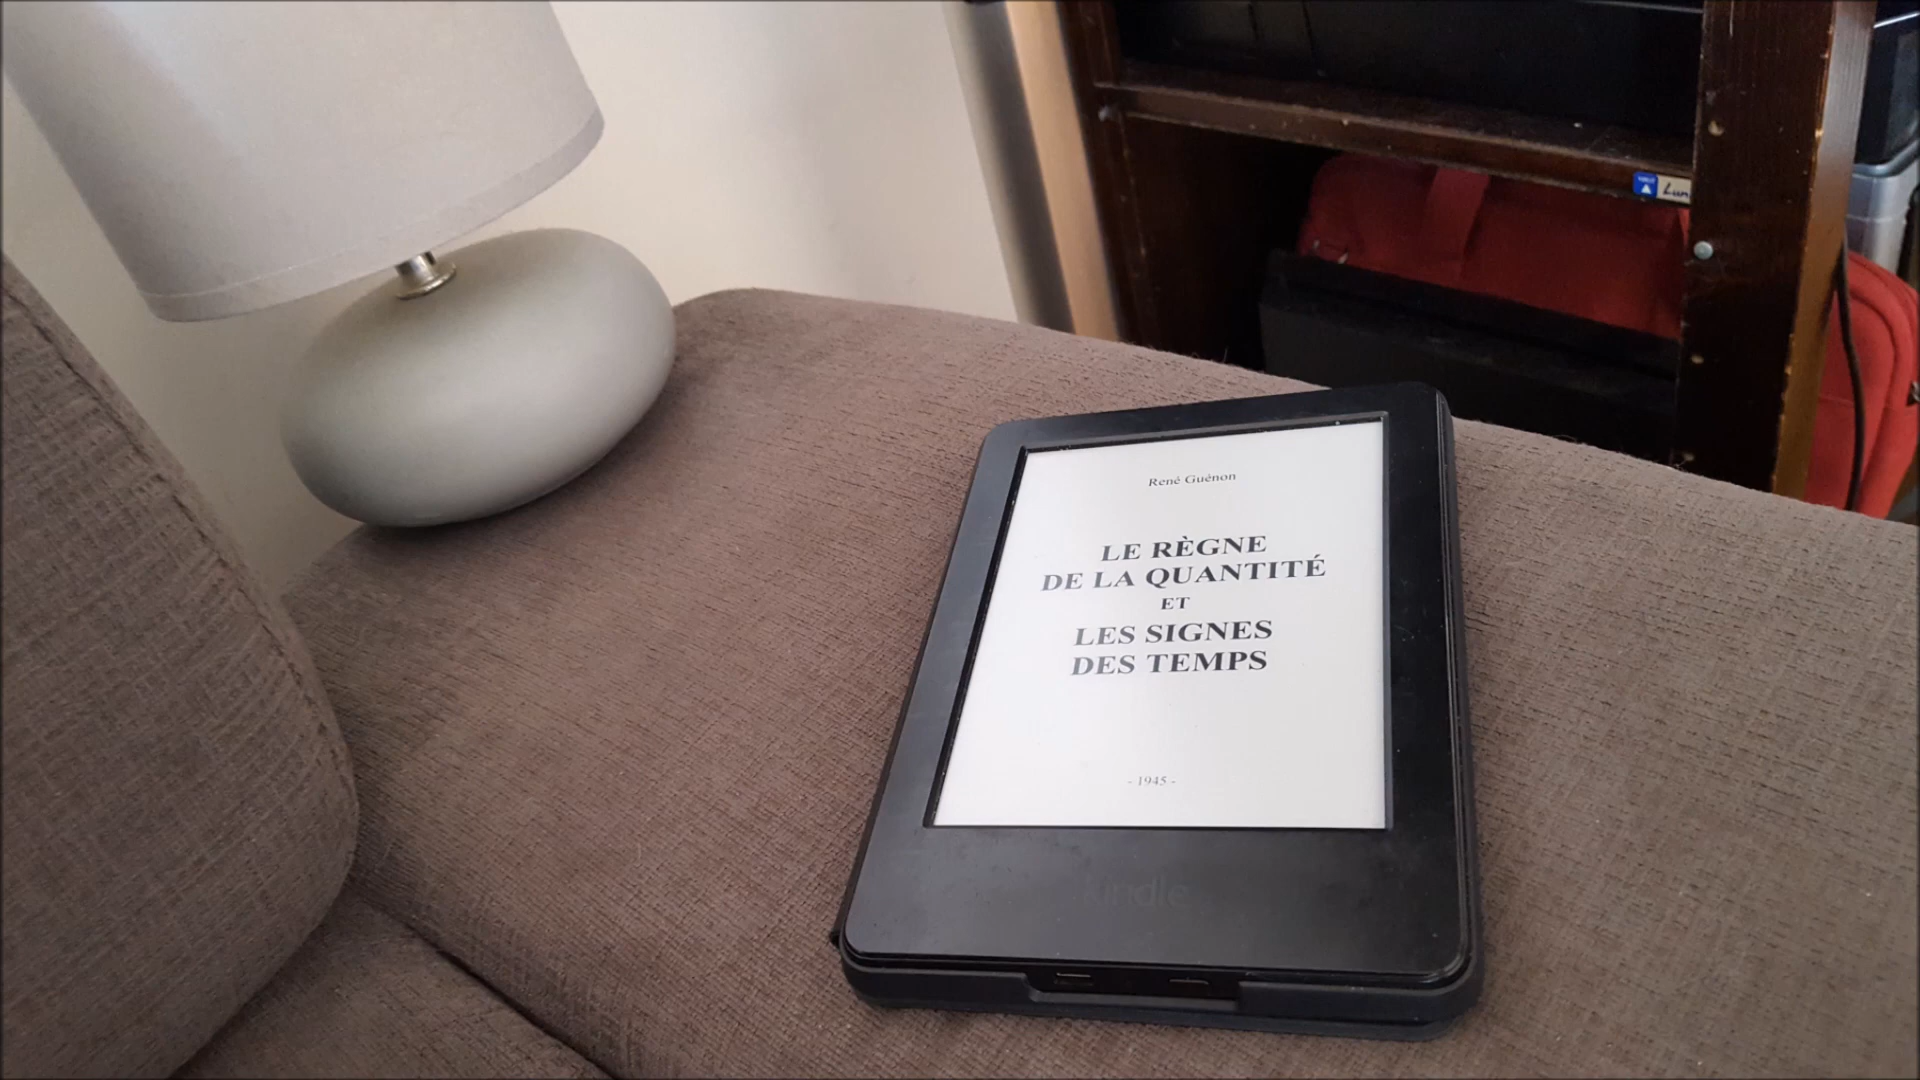 René Guénon
LE RÈGNE
DE LA QUANTITÉ
ET
LES SIGNES
DES TEMPS
- 1945 -
kindle